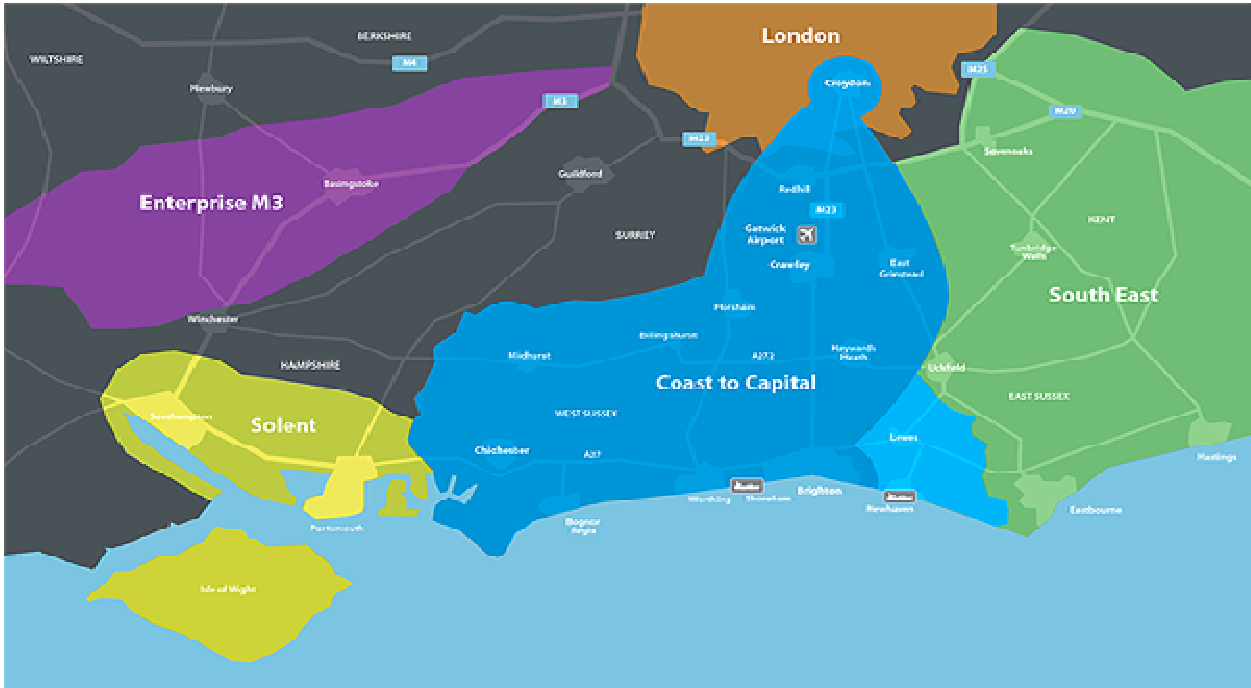 London
BERKSHIRE
WILTSHIRE
M4
M25
Croydon
Newbury
M3
M20
M25
Sevenoaks
Guildford
Basingstoke
Redhill
Enterprise M3
M23
KENT
Gatwick
Airport
SURREY
Tunbridge
Wells
Crawley
East
Grinstead
South East
Horsham
Winchester
Billingshurst
Midhurst
A272
Haywards
Heath
HAMPSHIRE
Uckfield
Coast to Capital
EAST SUSSEX
Southampton
WEST SUSSEX
Solent
Lewes
Chichester
A27
Hastings
Brighton
Worthing
Shoreham
Newhaven
Eastbourne
Bognor
Regis
Portsmouth
Isle of Wight